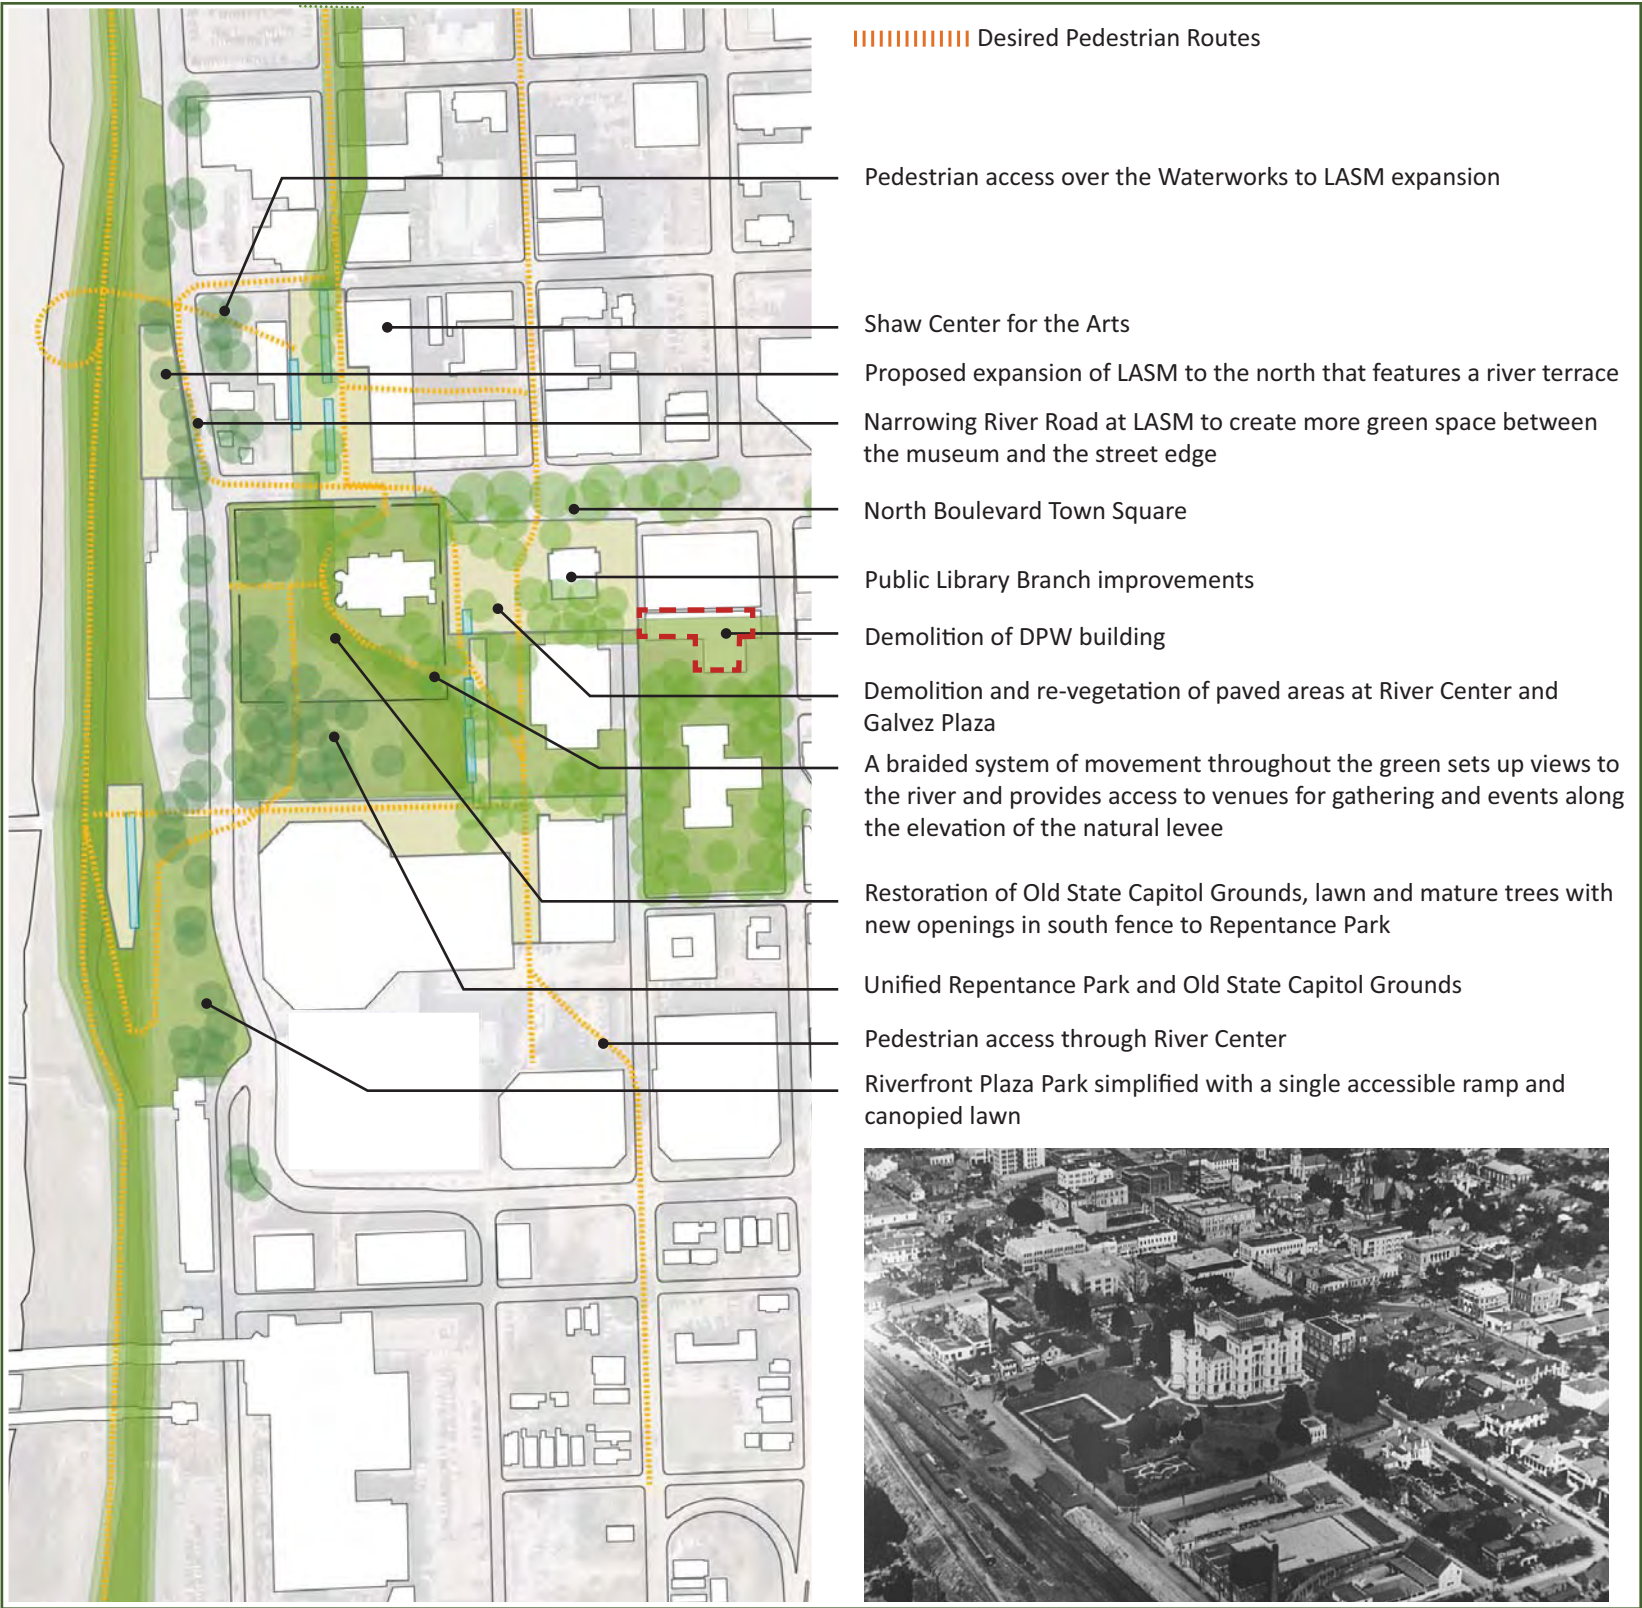 Desired Pedestrian Routes
Pedestrian access over the Waterworks to LASM expansion
Shaw Center for the Arts
Proposed expansion of LASM to the north that features a river terrace
Narrowing River Road at LASM to create more green space between
the museum and the street edge
North Boulevard Town Square
Public Library Branch improvements
Demolition of DPW building
Demolition and re-vegetation of paved areas at River Center and
Galvez Plaza
A braided system of movement throughout the green sets up views to
the river and provides access to venues for gathering and events along
the elevation of the natural levee
Restoration of Old State Capitol Grounds, lawn and mature trees with
new openings in south fence to Repentance Park
Unified Repentance Park and Old State Capitol Grounds
Pedestrian access through River Center
Riverfront Plaza Park simplified with a single accessible ramp and
canopied lawn